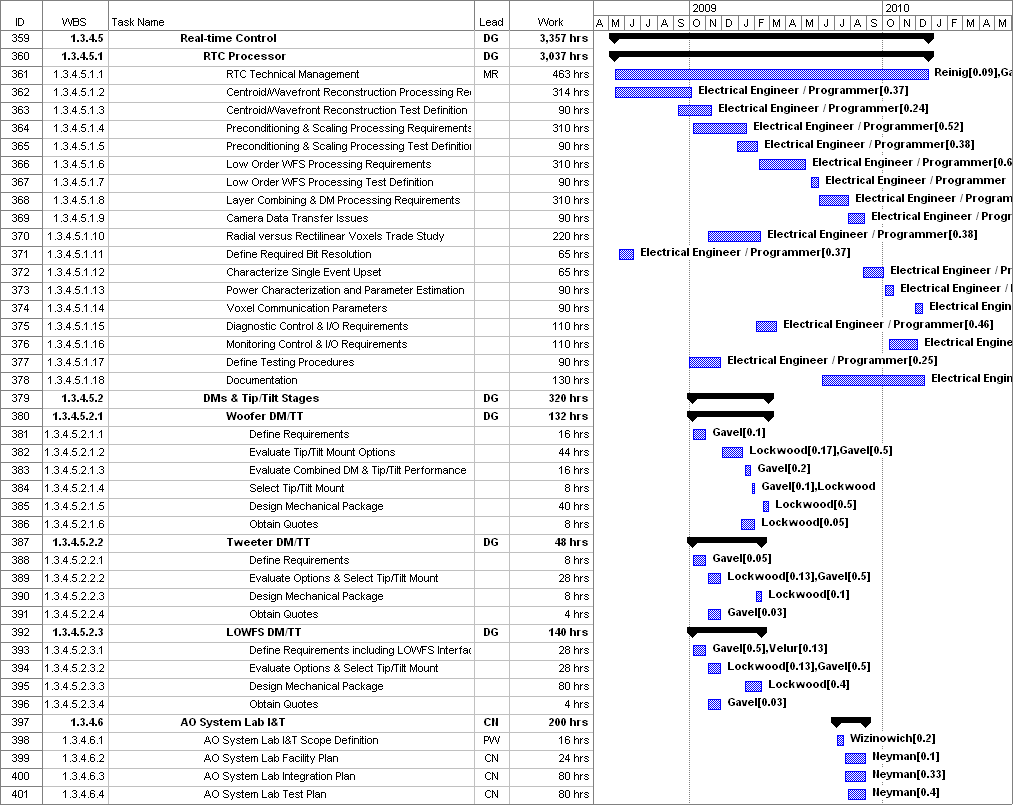 2009 2010
ID WBS Task Name Lead Work A M J J A S O N D J F M A M J J A S O N D J F M A M
359 1.3.4.5 Real-time Control DG 3,357 hrs
360 1.3.4.5.1 RTC Processor DG 3,037 hrs
361 1.3.4.5.1.1 RTC Technical Management MR 463 hrs Reinig[0.09],Ga
362 1.3.4.5.1.2 Centroid/Wavefront Reconstruction Processing Rec 314 hrs Electrical Engineer / Programmer[0.37]
363 1.3.4.5.1.3 Centroid/Wavefront Reconstruction Test Definition 90 hrs Electrical Engineer / Programmer[0.24]
364 1.3.4.5.1.4 Preconditioning & Scaling Processing Requirements 310 hrs Electrical Engineer / Programmer[0.52]
365 1.3.4.5.1.5 Preconditioning & Scaling Processing Test Definition 90 hrs Electrical Engineer / Programmer[0.38]
366 1.3.4.5.1.6 Low Order WFS Processing Requirements 310 hrs Electrical Engineer / Programmer[0.6
367 1.3.4.5.1.7 Low Order WFS Processing Test Definition 90 hrs Electrical Engineer / Programmer
368 1.3.4.5.1.8 Layer Combining & DM Processing Requirements 310 hrs Electrical Engineer / Program
369 1.3.4.5.1.9 Camera Data Transfer Issues 90 hrs Electrical Engineer / Progr
370 1.3.4.5.1.10 Radial versus Rectilinear Voxels Trade Study 220 hrs Electrical Engineer / Programmer[0.38]
371 1.3.4.5.1.11 Define Required Bit Resolution 65 hrs Electrical Engineer / Programmer[0.37]
372 1.3.4.5.1.12 Characterize Single Event Upset 65 hrs Electrical Engineer / Pr
373 1.3.4.5.1.13 Power Characterization and Parameter Estimation 90 hrs Electrical Engineer /
374 1.3.4.5.1.14 Voxel Communication Parameters 90 hrs Electrical Engin
375 1.3.4.5.1.15 Diagnostic Control & I/O Requirements 110 hrs Electrical Engineer / Programmer[0.46]
376 1.3.4.5.1.16 Monitoring Control & I/O Requirements 110 hrs Electrical Engine
377 1.3.4.5.1.17 Define Testing Procedures 90 hrs Electrical Engineer / Programmer[0.25]
378 1.3.4.5.1.18 Documentation 130 hrs Electrical Engin
379 1.3.4.5.2 DMs & Tip/Tilt Stages DG 320 hrs
380 1.3.4.5.2.1 Woofer DM/TT DG 132 hrs
381 1.3.4.5.2.1.1 Define Requirements 16 hrs Gavel[0.1]
382 1.3.4.5.2.1.2 Evaluate Tip/Tilt Mount Options 44 hrs Lockwood[0.17],Gavel[0.5]
383 1.3.4.5.2.1.3 Evaluate Combined DM & Tip/Tilt Performance 16 hrs Gavel[0.2]
384 1.3.4.5.2.1.4 Select Tip/Tilt Mount 8 hrs Gavel[0.1],Lockwood
385 1.3.4.5.2.1.5 Design Mechanical Package 40 hrs Lockwood[0.5]
386 1.3.4.5.2.1.6 Obtain Quotes 8 hrs Lockwood[0.05]
387 1.3.4.5.2.2 Tweeter DM/TT DG 48 hrs
388 1.3.4.5.2.2.1 Define Requirements 8 hrs Gavel[0.05]
389 1.3.4.5.2.2.2 Evaluate Options & Select Tip/Tilt Mount 28 hrs Lockwood[0.13],Gavel[0.5]
390 1.3.4.5.2.2.3 Design Mechanical Package 8 hrs Lockwood[0.1]
391 1.3.4.5.2.2.4 Obtain Quotes 4 hrs Gavel[0.03]
392 1.3.4.5.2.3 LOWFS DM/TT DG 140 hrs
393 1.3.4.5.2.3.1 Define Requirements including LOWFS Interfac 28 hrs Gavel[0.5],Velur[0.13]
394 1.3.4.5.2.3.2 Evaluate Options & Select Tip/Tilt Mount 28 hrs Lockwood[0.13],Gavel[0.5]
395 1.3.4.5.2.3.3 Design Mechanical Package 80 hrs Lockwood[0.4]
396 1.3.4.5.2.3.4 Obtain Quotes 4 hrs Gavel[0.03]
397 1.3.4.6 AO System Lab I&T CN 200 hrs
398 1.3.4.6.1 AO System Lab I&T Scope Definition PW 16 hrs Wizinowich[0.2]
399 1.3.4.6.2 AO System Lab Facility Plan CN 24 hrs Neyman[0.1]
400 1.3.4.6.3 AO System Lab Integration Plan CN 80 hrs Neyman[0.33]
401 1.3.4.6.4 AO System Lab Test Plan CN 80 hrs Neyman[0.4]